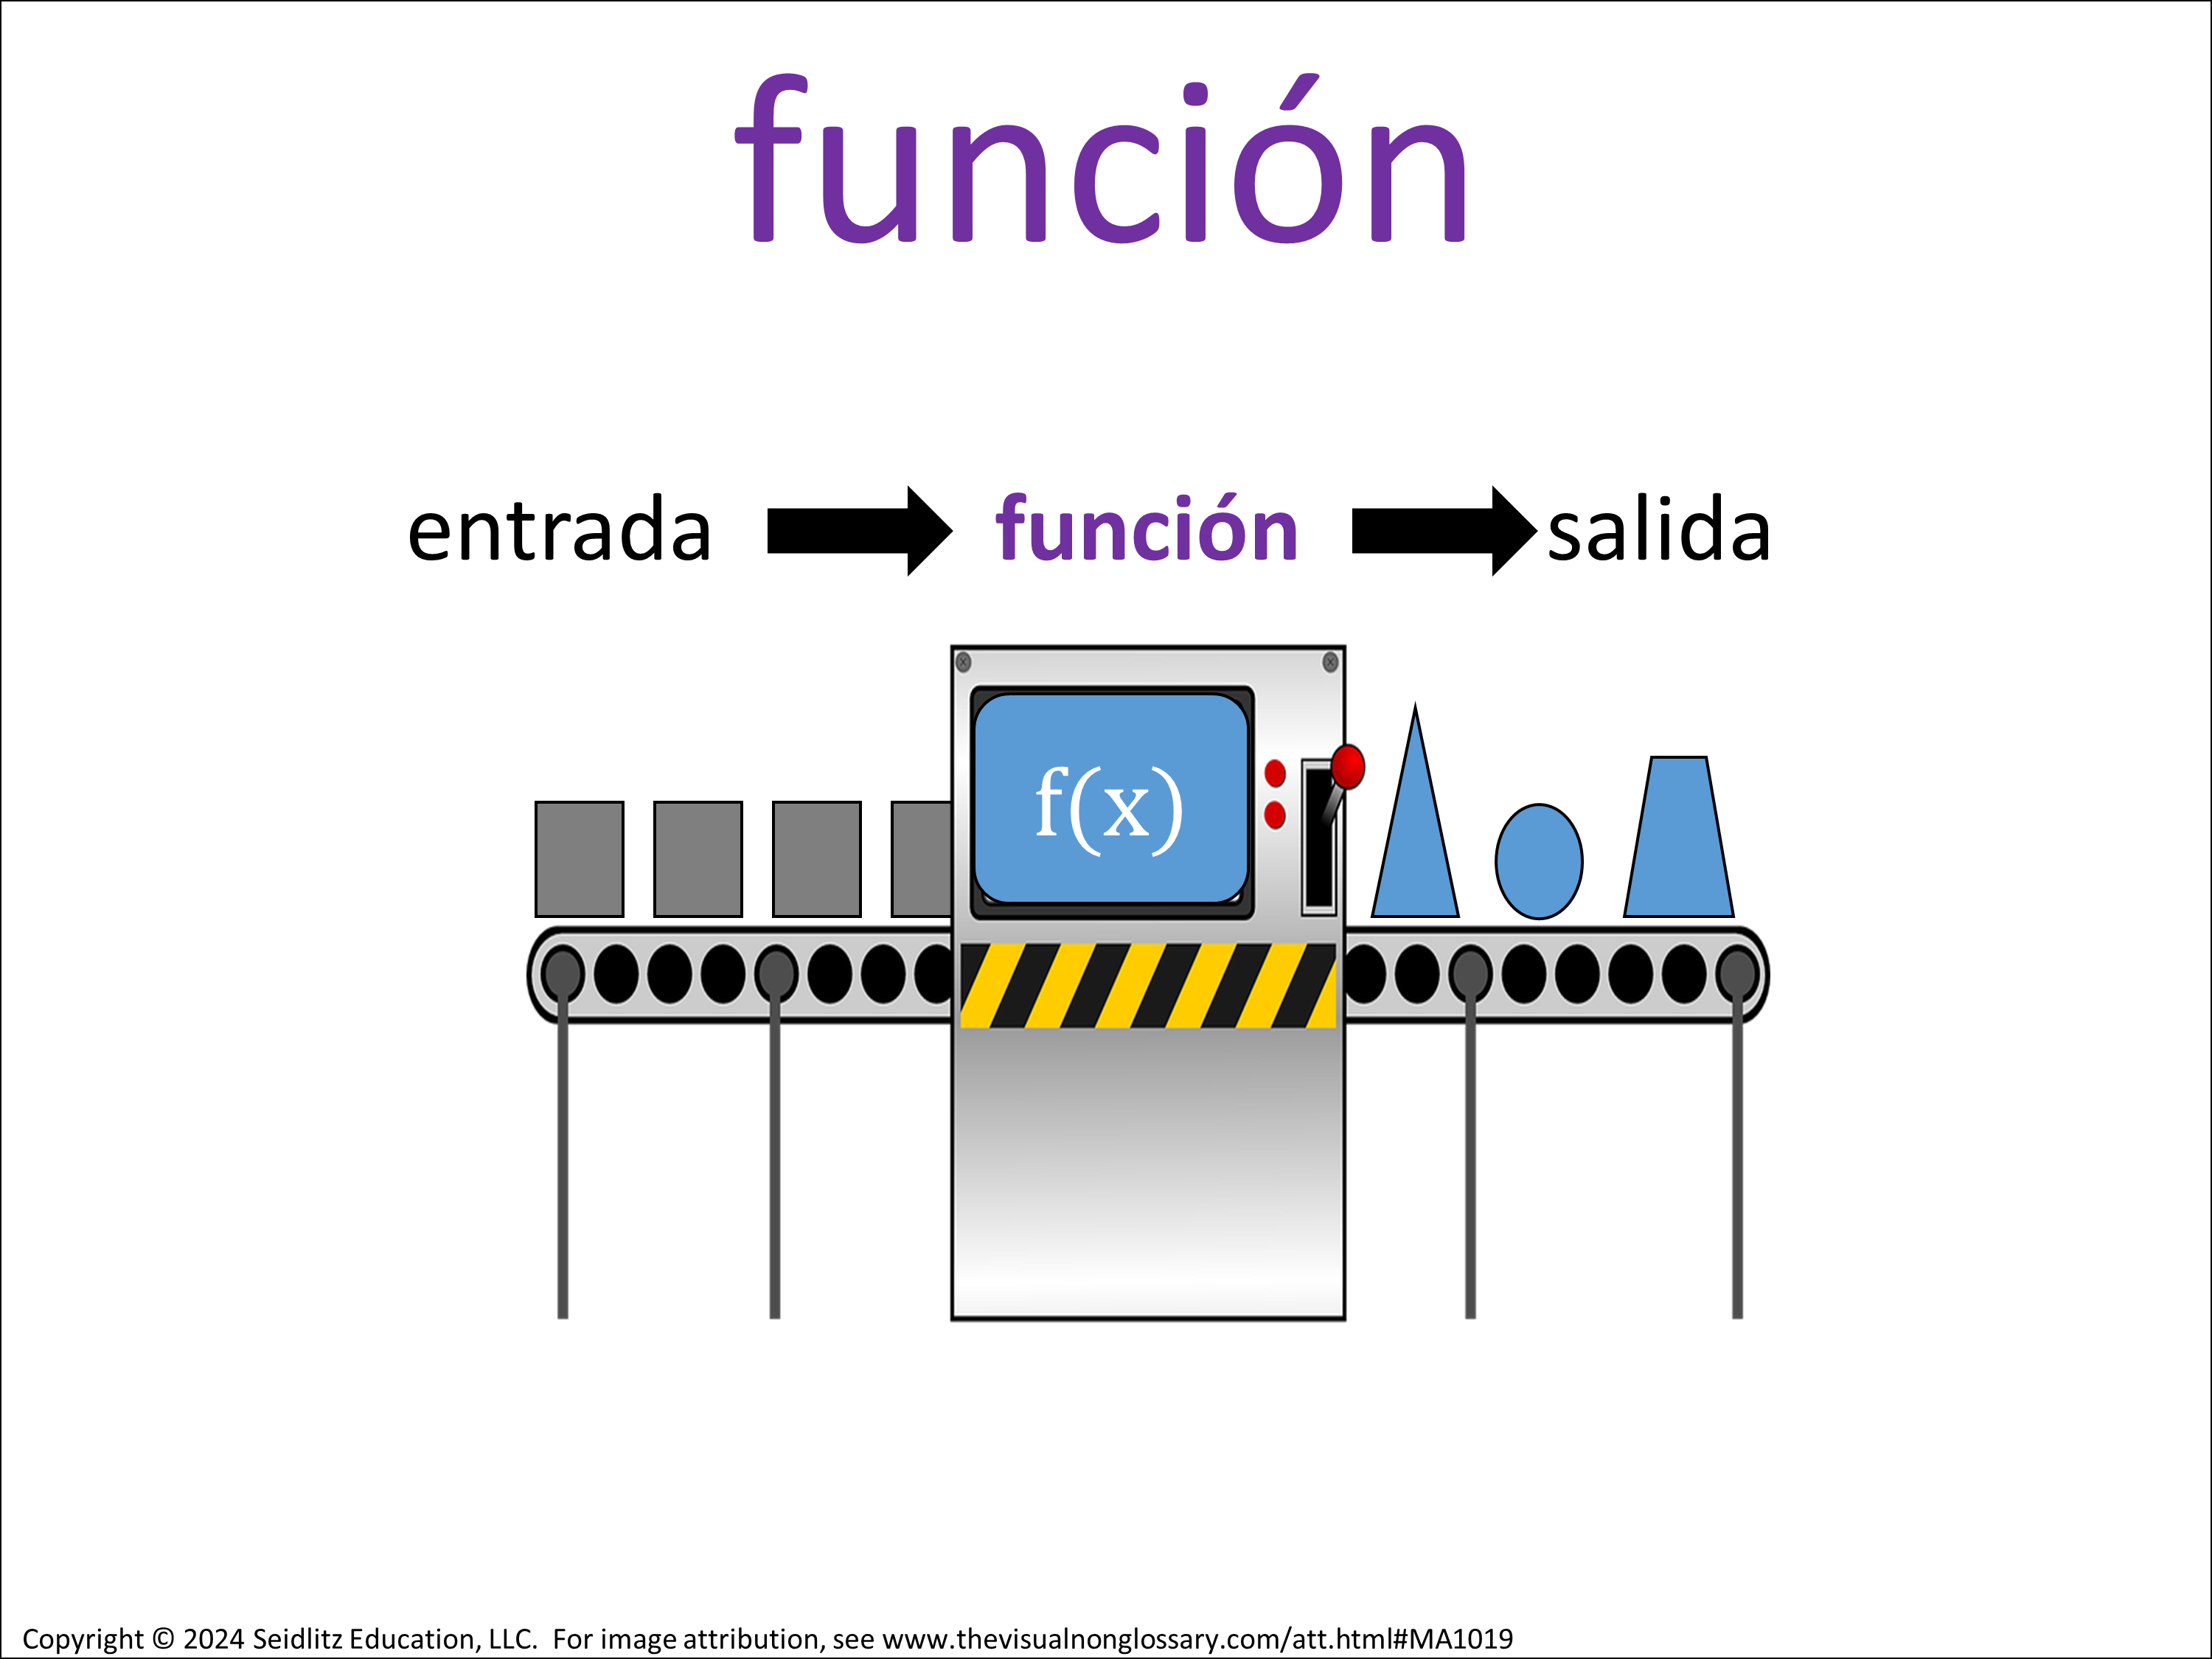 función
entrada función salida
f(x)
Copyright © 2024 Seidlitz Education, LLC.  For image attribution, see www.thevisualnonglossary.com/att.html#MA1019